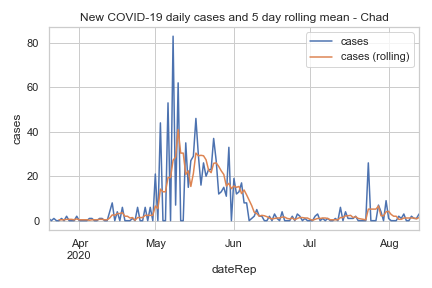 New COVID-19 daily cases and 5 day rolling mean - Chad
cases
cases (rolling)
80
60
40
20
0
cases
Apr
2020
May
Jun
Jul
Aug
dateRep